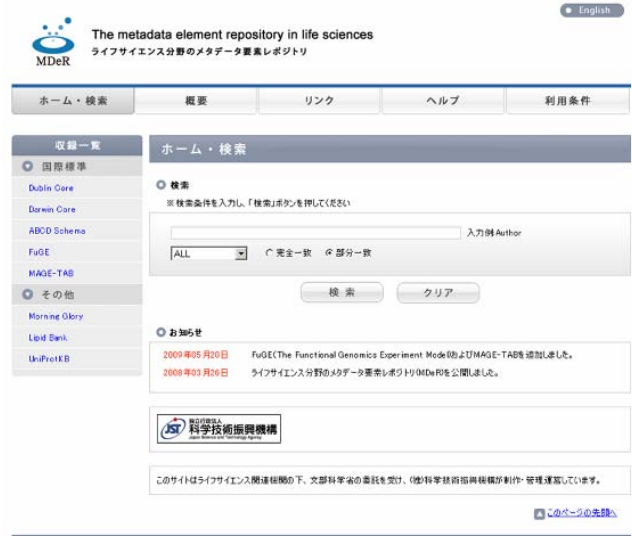 English
The metadata element repository in life sciences
ライフサイエンス分野のメタデータ要素レポジトリ
MDeR
ホーム・検索 概要 リンク ヘルプ 利用条件
収録一覧
国際標準
Dublin Core
Darwin Core
ABCD Schema
FuGE
MAGE-TAB
その他
Morning Glory
Lipid Bank
UniProtKB
ホーム・検索
検索
※検索条件を入力し、「検索」ボタンを押してください
入力例 Author
ALL 完全一致 部分一致
検索 クリア
お知らせ
2009年05月20日 FuGE(The Functional Genomics Experiment Model)およびMAGE-TABを追加しました。
2008年03月26日 ライフサイエンス分野のメタデータ要素レポジトリ(MDeR)を公開しました。
独立行政法人
JST 科学技術振興機構
Japan Science and Technology Agency
このサイトはライフサイエンス関連機関の下、文部科学省の委託を受け、(独)科学技術振興機構が制作・管理運営しています。
このページの先頭へ